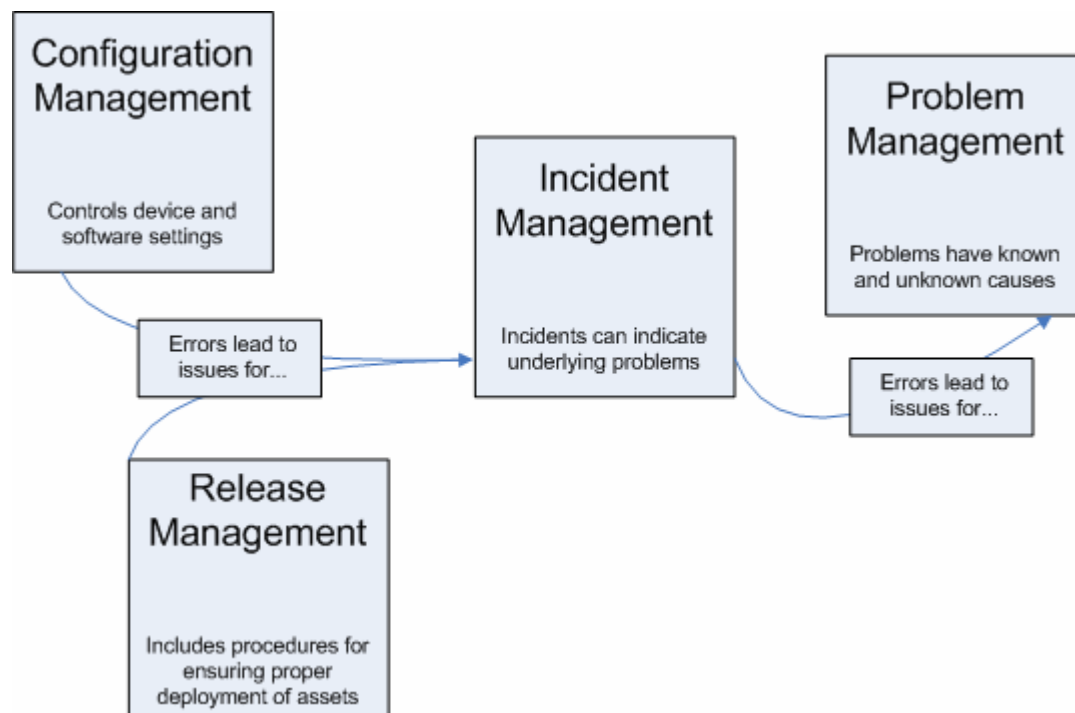 Configuration
Management
Controls device and
software settings
Errors lead to
issues for...
Release
Management
Includes procedures for
ensuring proper
deployment of assets
Incident
Management
Incidents can indicate
underlying problems
Problem
Management
Problems have known
and unknown causes
Errors lead to
issues for...